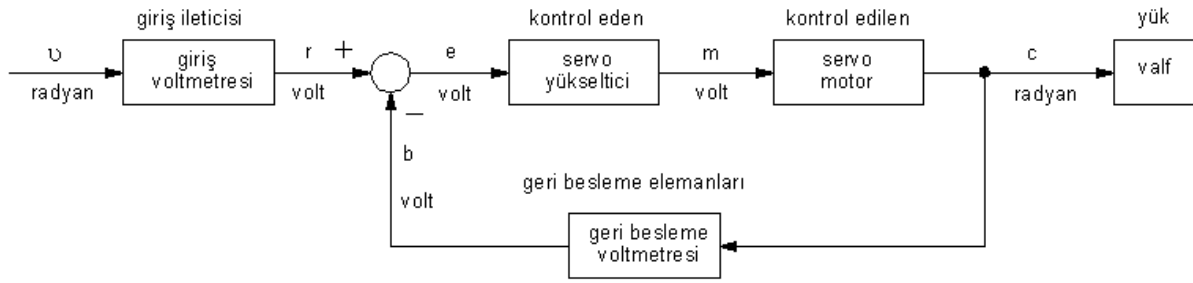 giriş ileticisi
kontrol eden
kontrol edilen
yük
υ
giriş
voltmetresi
r
+
e
servo
yükseltici
m
servo
motor
c
valf
radyan
volt
volt
volt
radyan
−
b
volt
geri besleme elemanları
geri besleme
voltmetresi